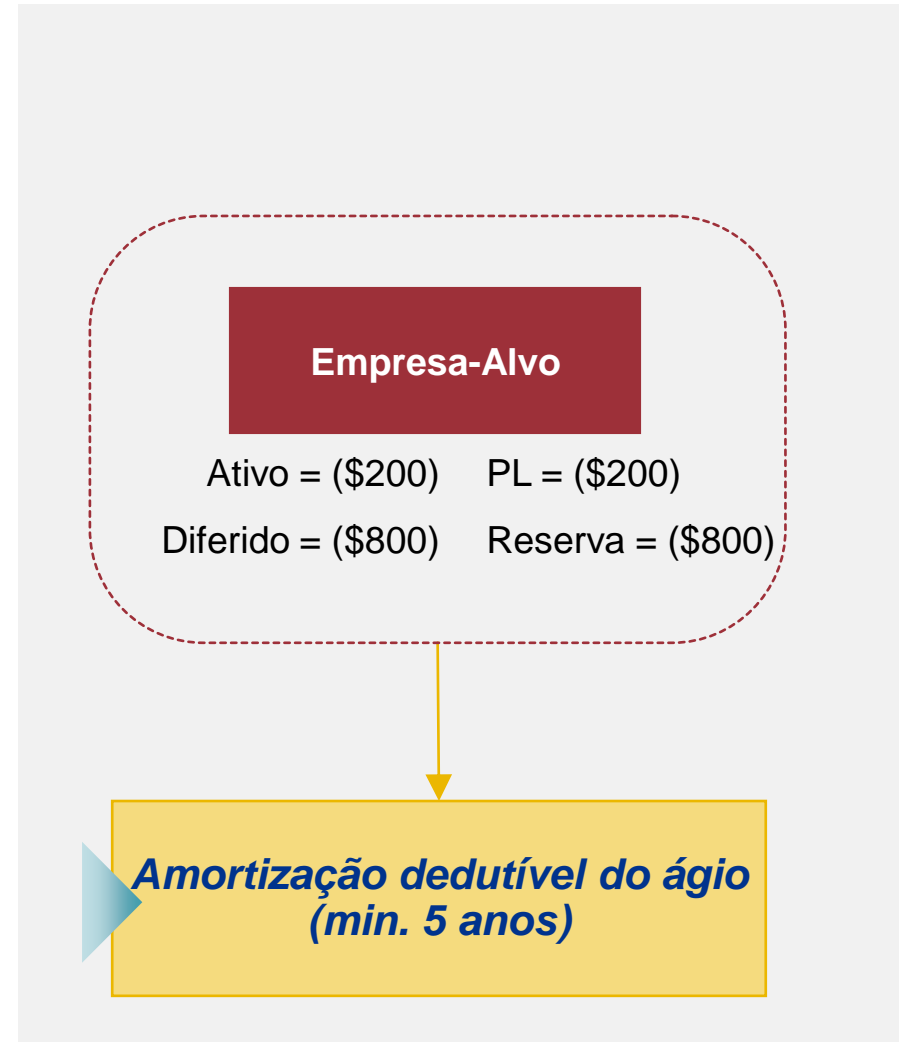 Empresa-Alvo
Ativo = ($200) PL = ($200)
Diferido = ($800) Reserva = ($800)
Amortização dedutível do ágio
(min. 5 anos)